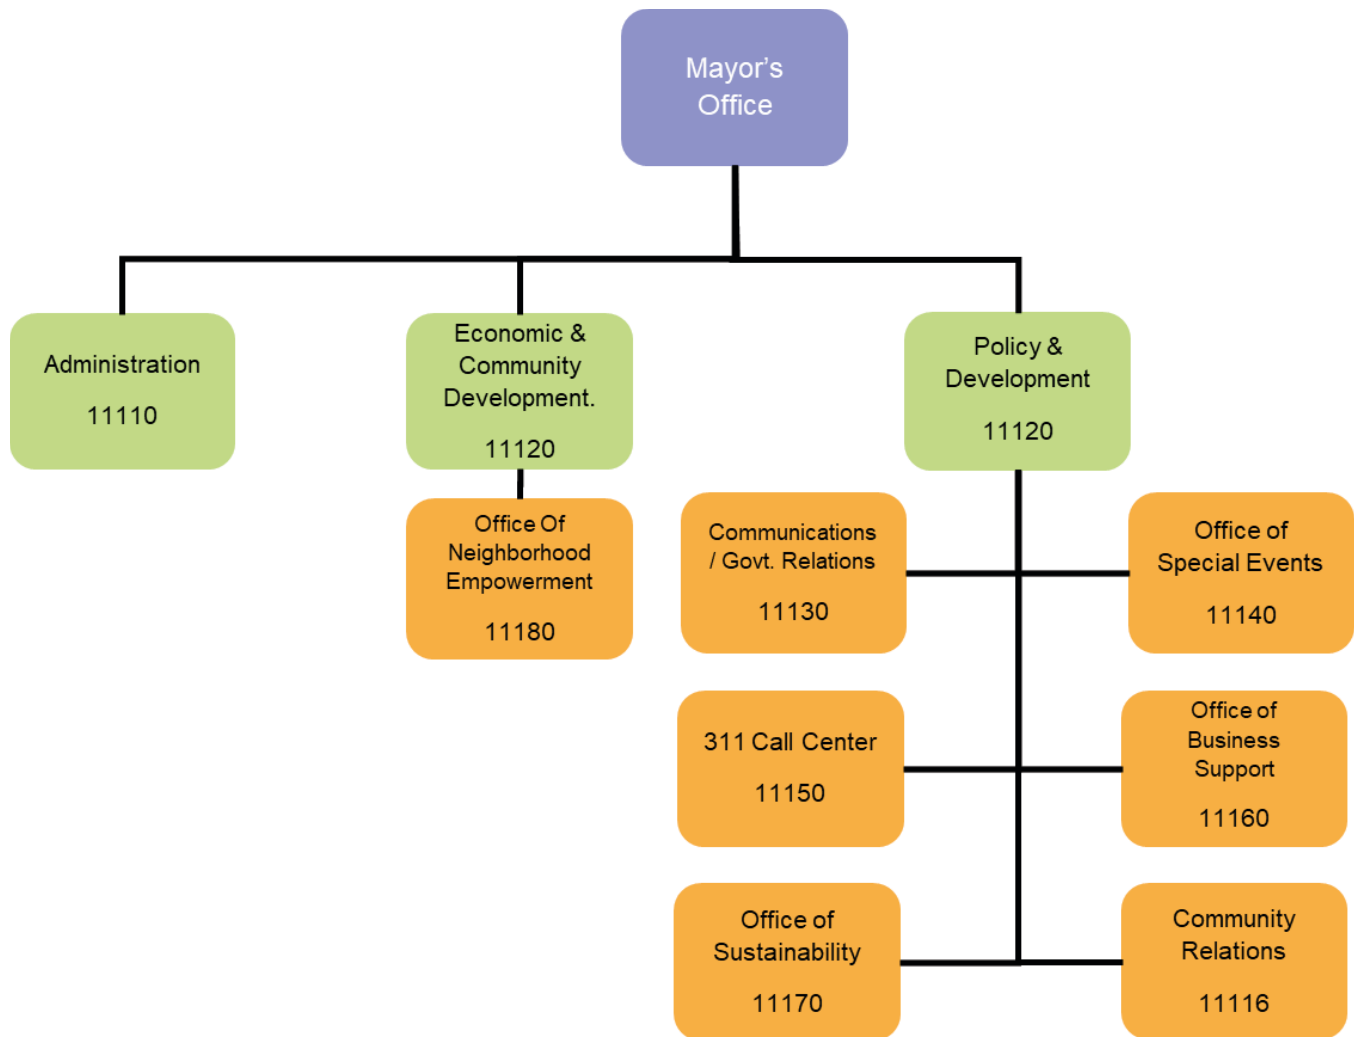 Mayor’s
Office
Administration
11110
Economic &
Community
Development.
11120
Policy &
Development
11120
Office Of
Neighborhood
Empowerment
11180
Communications
/ Govt. Relations
11130
Office of
Special Events
11140
311 Call Center
11150
Office of
Business
Support
11160
Office of
Sustainability
11170
Community
Relations
11116